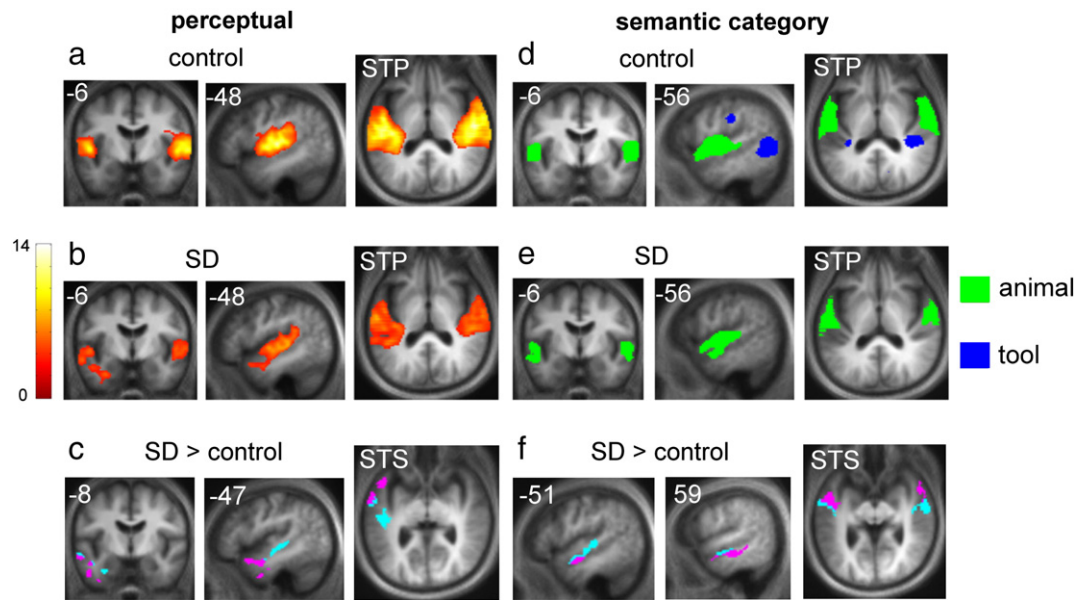 perceptual
semantic category
a
control
-6
-48
STP
d
control
-6
-56
STP
14
0
b
SD
-6
-48
STP
e
SD
-6
-56
STP
animal
tool
c
SD > control
-8
-47
STS
f
SD > control
-51
59
STS